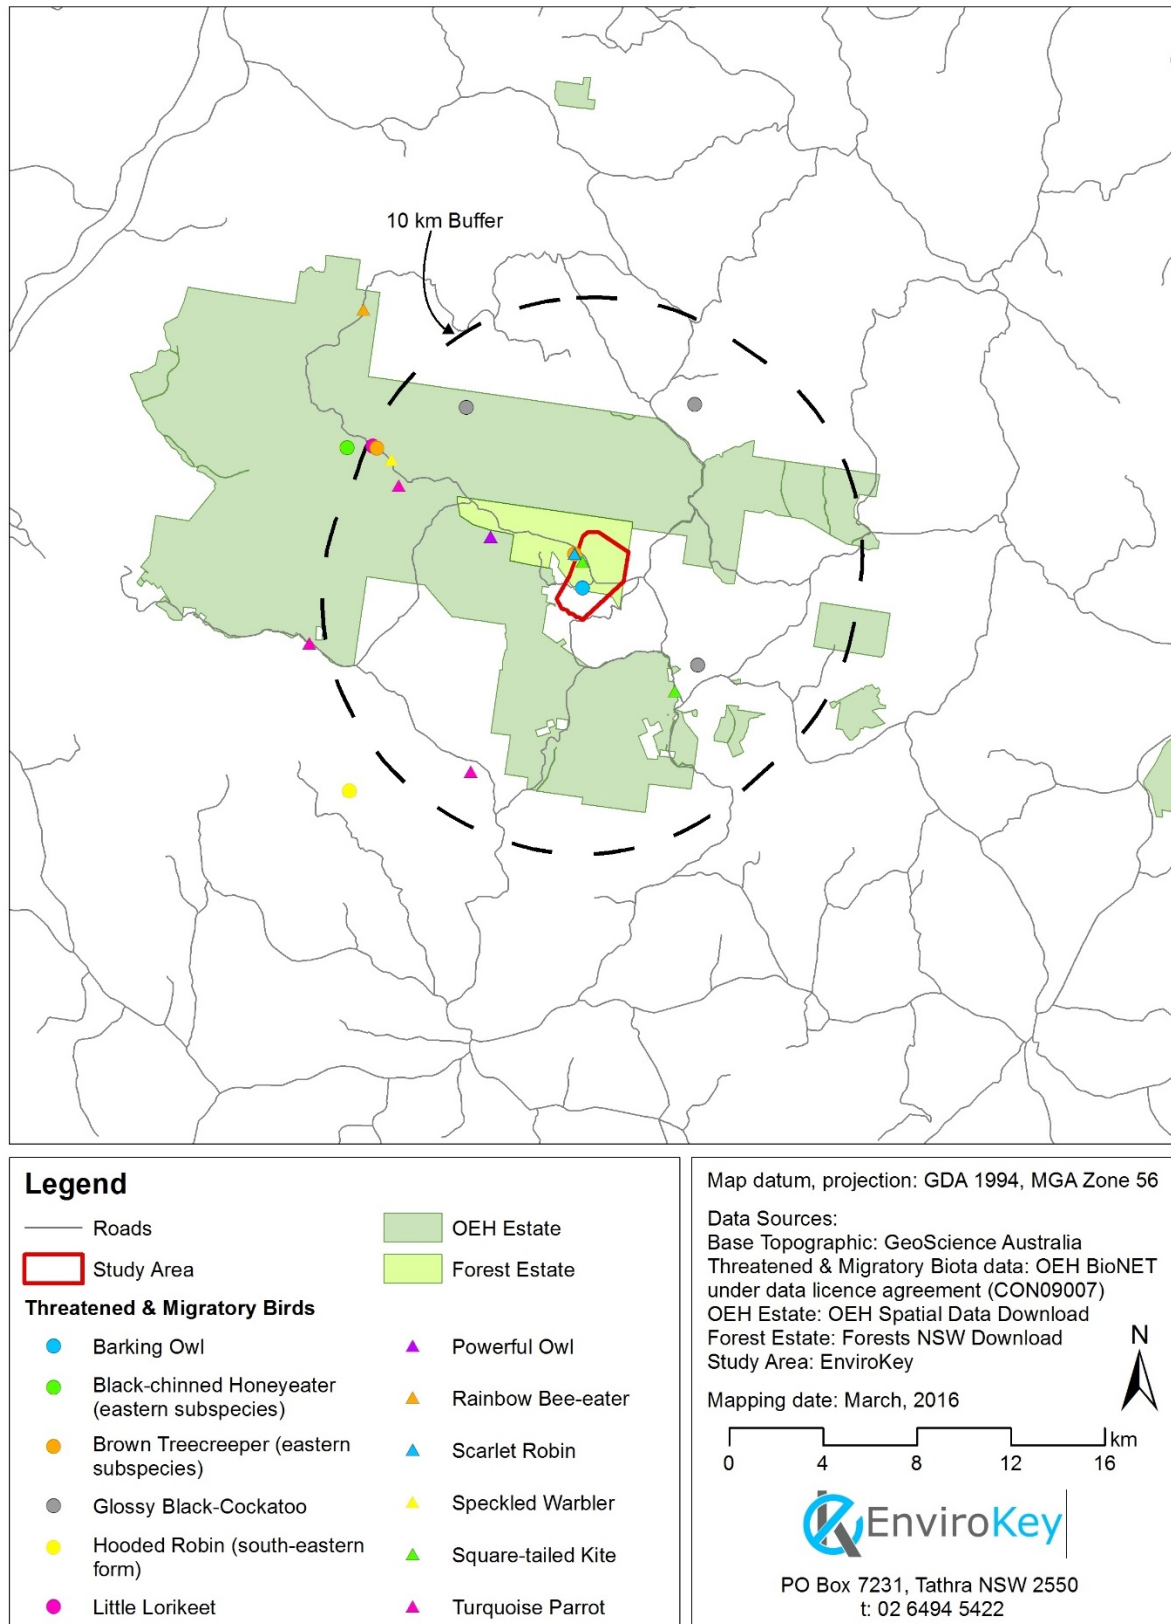 10 km Buffer
Legend
Roads
Study Area
OEH Estate
Forest Estate
Threatened & Migratory Birds
Barking Owl
Black-chinned Honeyeater
(eastern subspecies)
Brown Treecreeper (eastern
subspecies)
Glossy Black-Cockatoo
Hooded Robin (south-eastern
form)
Little Lorikeet
Powerful Owl
Rainbow Bee-eater
Scarlet Robin
Speckled Warbler
Square-tailed Kite
Turquoise Parrot
Map datum, projection: GDA 1994, MGA Zone 56
Data Sources:
Base Topographic: GeoScience Australia
Threatened & Migratory Biota data: OEH BioNET
under data licence agreement (CON09007)
OEH Estate: OEH Spatial Data Download
Forest Estate: Forests NSW Download
Study Area: EnviroKey
Mapping date: March, 2016
N
km
0 4 8 12 16
EnviroKey
PO Box 7231, Tathra NSW 2550
t: 02 6494 5422